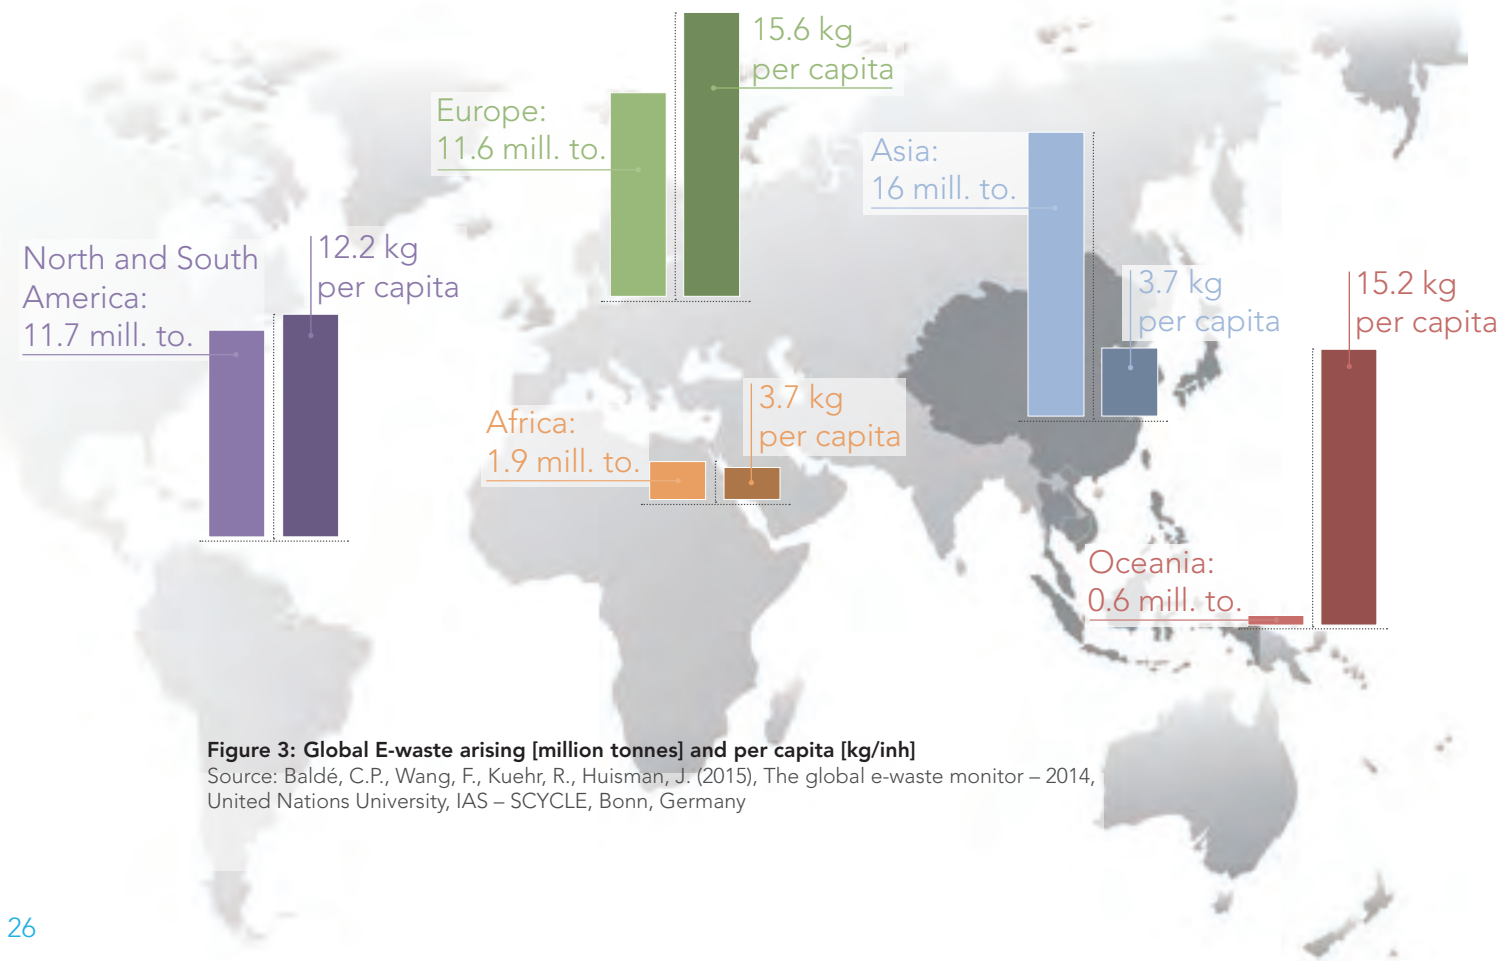 15.6 kg
per capita
Europe:
11.6 mill. to.
Asia:
16 mill. to.
North and South
America:
11.7 mill. to.
12.2 kg
per capita
3.7 kg
per capita
15.2 kg
per capita
Africa:
1.9 mill. to.
3.7 kg
per capita
Oceania:
0.6 mill. to.
Figure 3: Global E-waste arising [million tonnes] and per capita [kg/inh]
Source: Baldé, C.P., Wang, F., Kuehr, R., Huisman, J. (2015), The global e-waste monitor – 2014,
United Nations University, IAS – SCYCLE, Bonn, Germany
26